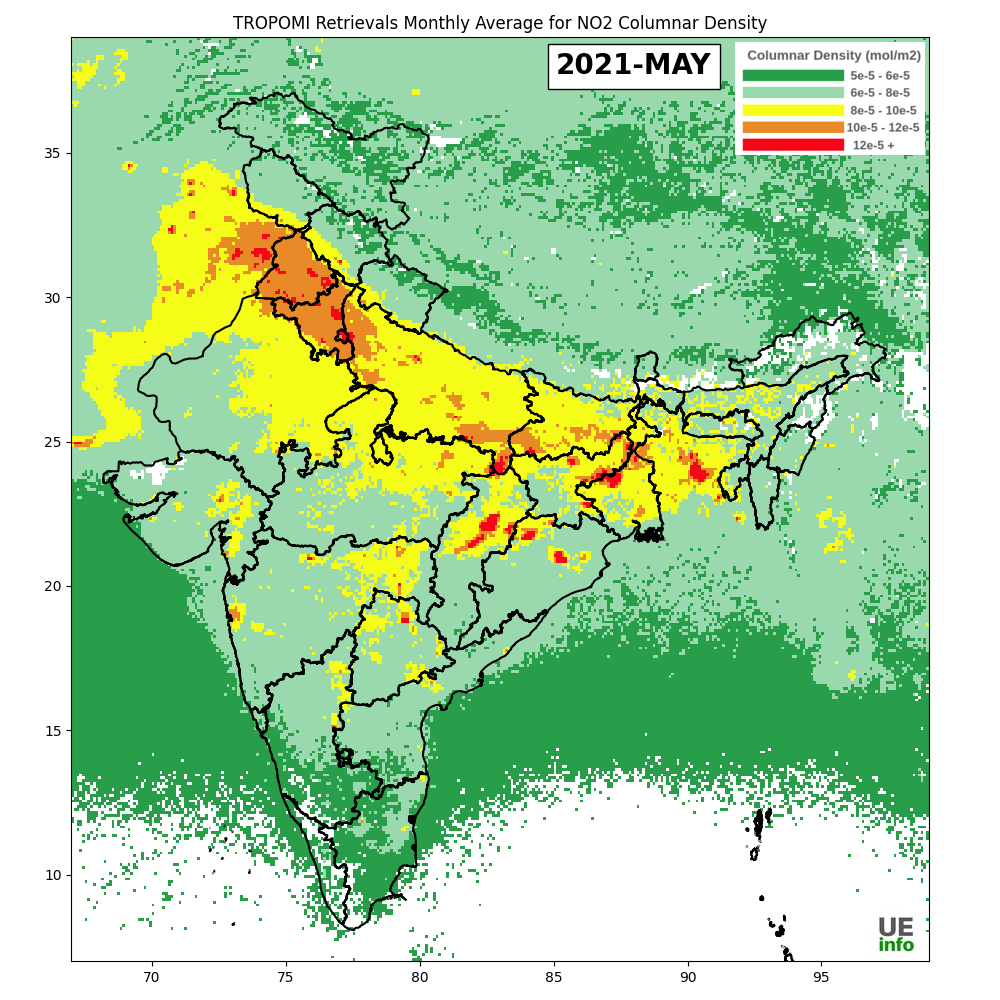 TROPOMI Retrievals Monthly Average for NO2 Columnar Density
2021-MAY
Columnar Density (mol/m2)
5e-5 - 6e-5
6e-5 - 8e-5
8e-5 - 10e-5
10e-5 - 12e-5
12e-5 +
35
30
25
20
15
10
UE
info
70 75 80 85 90 95